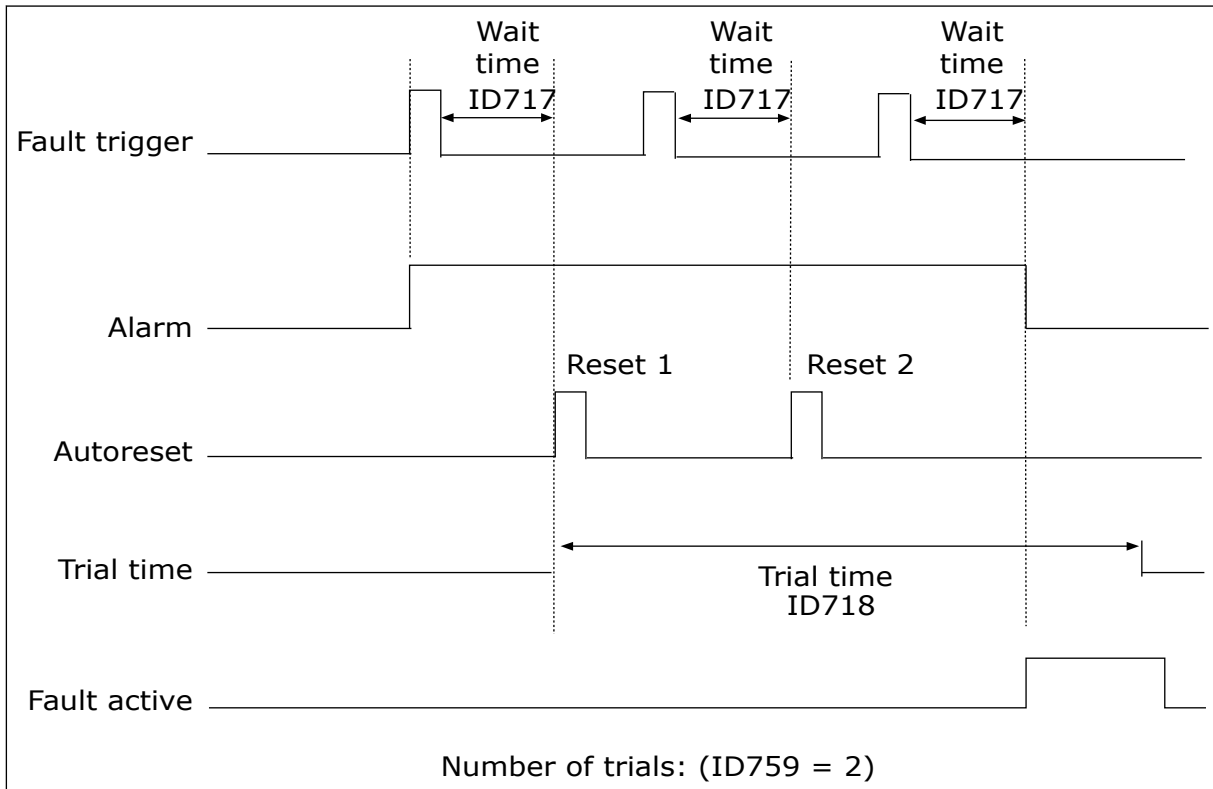 Wait
time
ID717
Wait
time
ID717
Wait
time
ID717
Fault trigger
Alarm
Reset 1
Reset 2
Autoreset
Trial time
Trial time
ID718
Fault active
Number of trials: (ID759 = 2)